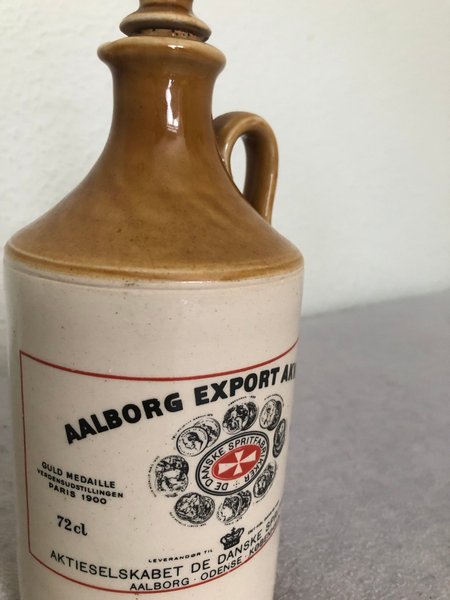 AALBORG EXPORT AK
DE DANSKE SPRITFABRIKKER
GULD MEDAILLE
VERDENSUDSTILLINGEN
PARIS 1900
72cl
LEVERANDØR TIL
AKTIESELSKABET DE DANSKE SP
AALBORG · ODENSE · KØB